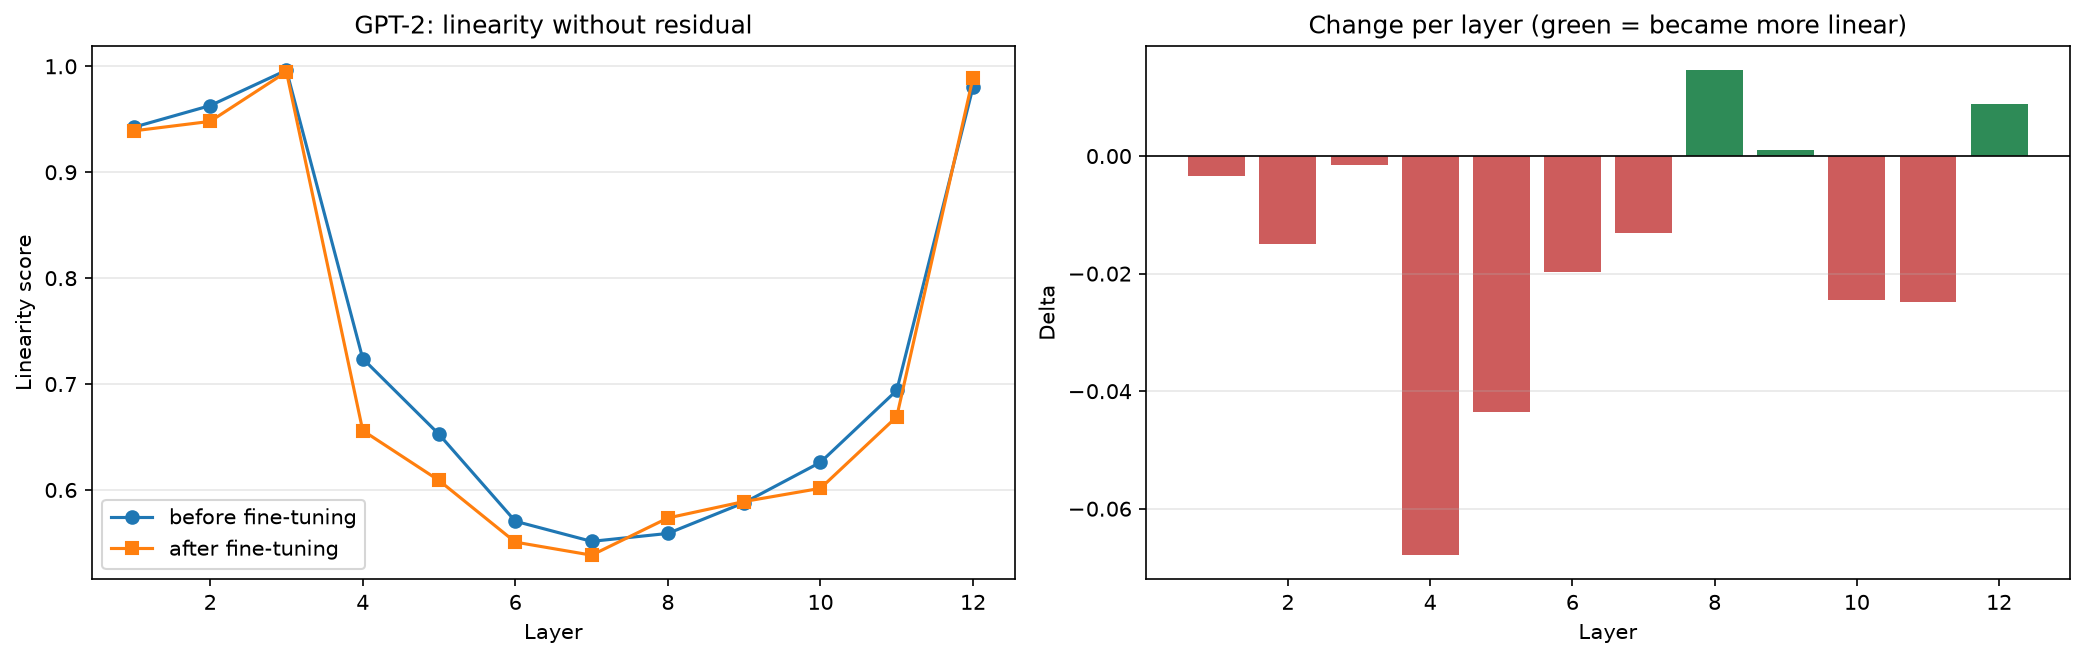 GPT-2: linearity without residual
Linearity score
1.0
0.9
0.8
0.7
0.6
before fine-tuning
after fine-tuning
2 4 6 8 10 12
Layer
Change per layer (green = became more linear)
Delta
0.00
−0.02
−0.04
−0.06
2 4 6 8 10 12
Layer